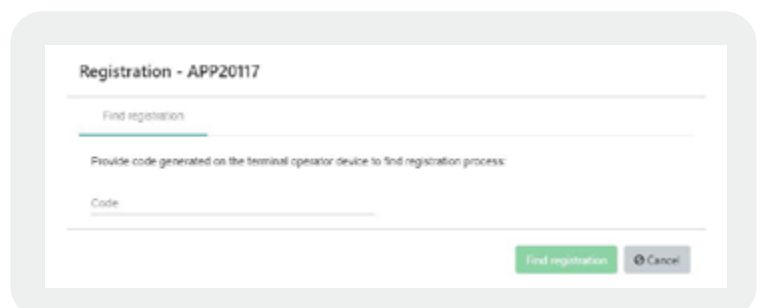 Registration - APP20117
Find registration
Provide code generated on the terminal operator device to find registration process:
Code
Find registration
Cancel